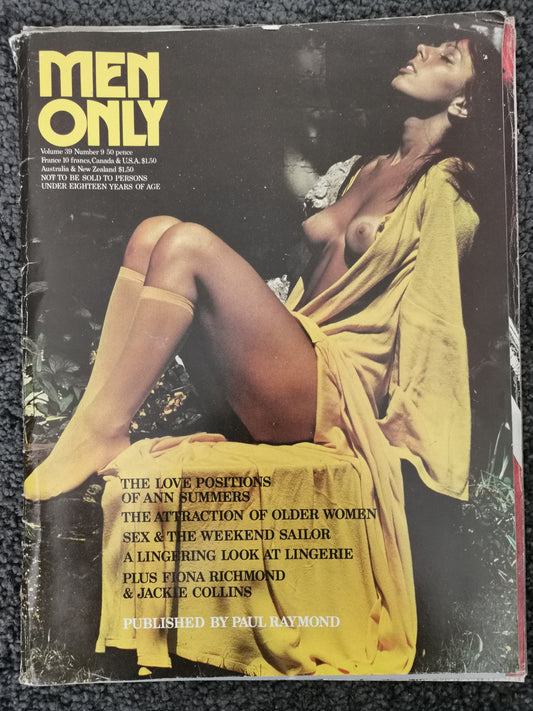 MEN
ONLY
Volume 39 Number 9 50 pence
France 10 francs, Canada & U.S.A. $1.50
Australia & New Zealand $1.50
NOT TO BE SOLD TO PERSONS
UNDER EIGHTEEN YEARS OF AGE
THE LOVE POSITIONS
OF ANN SUMMERS
THE ATTRACTION OF OLDER WOMEN
SEX & THE WEEKEND SAILOR
A LINGERING LOOK AT LINGERIE
PLUS FIONA RICHMOND
& JACKIE COLLINS
PUBLISHED BY PAUL RAYMOND